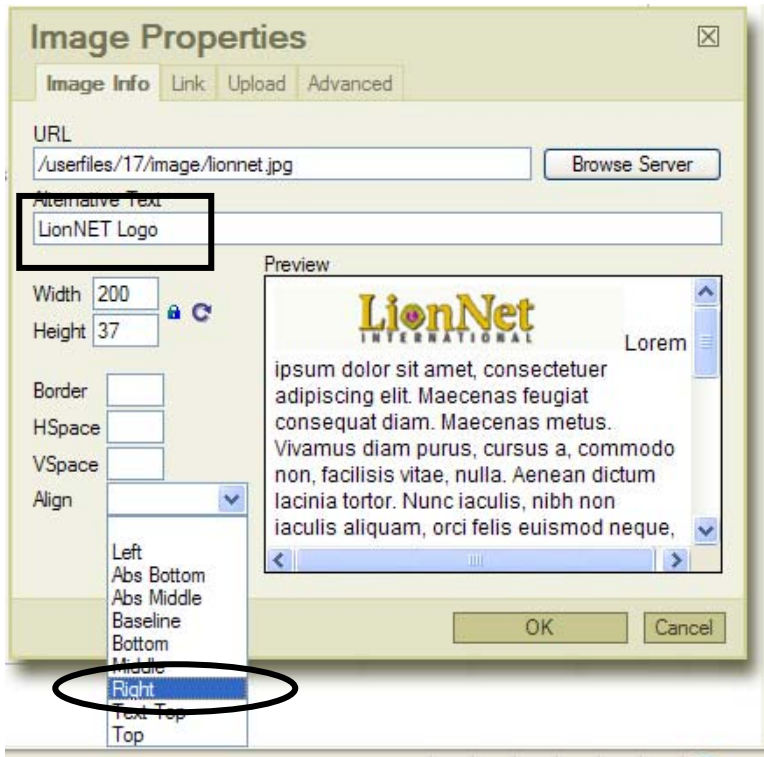 Image Properties
Image Info Link Upload Advanced
URL
/userfiles/17/image/lionnet.jpg Browse Server
Alternative Text
LionNET Logo
Preview
Width 200
Height 37
LionNet
INTERNATIONAL
Lorem
ipsum dolor sit amet, consectetuer
adipiscing elit. Maecenas feugiat
consequat diam. Maecenas metus.
Vivamus diam purus, cursus a, commodo
non, facilisis vitae, nulla. Aenean dictum
lacinia tortor. Nunc iaculis, nibh non
iaculis aliquam, orci felis euismod neque,
Border
HSpace
VSpace
Align
Left
Abs Bottom
Abs Middle
Baseline
Bottom
Middle
Right
Text Top
Top
OK Cancel